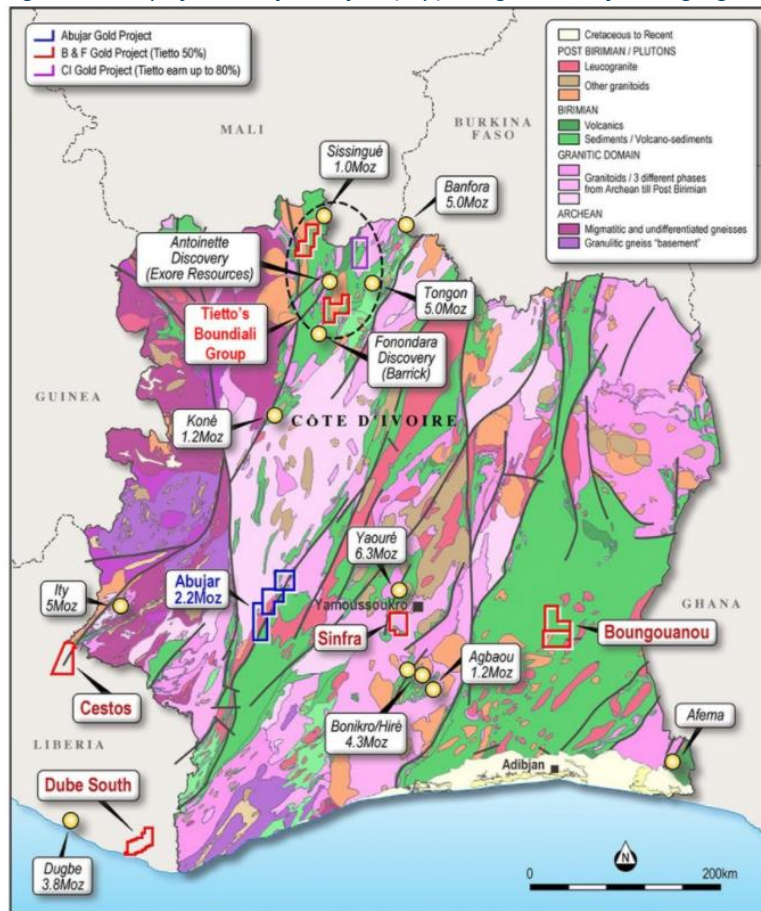 Abujar Gold Project
B & F Gold Project (Tietto 50%)
CI Gold Project (Tietto earn up to 80%)
Cretaceous to Recent
POST BIRIMIAN / PLUTONS
Leucogranite
Other granitoids
BIRIMIAN
Volcanics
Sediments / Volcano-sediments
GRANITIC DOMAIN
Granitoids / 3 different phases
from Archean till Post Birimian
ARCHEAN
Migmatitic and undifferentiated gneisses
Granulitic gneiss "basement"
MALI
BURKINA
FASO
Sissingué
1.0Moz
Banfora
5.0Moz
Antoinette
Discovery
(Exore Resources)
Tongon
5.0Moz
Tietto's
Boundiali
Group
Fonondara
Discovery
(Barrick)
GUINEA
Koné
1.2Moz
CÔTE D'IVOIRE
Yaouré
6.3Moz
Ity
5Moz
Abujar
2.2Moz
Yamoussoukro
GHANA
Sinfra
Boungouanou
Cestos
Agbaou
1.2Moz
Bonikro/Hiré
4.3Moz
Afema
LIBERIA
Adibjan
Dube South
Dugbe
3.8Moz
N
0
200km